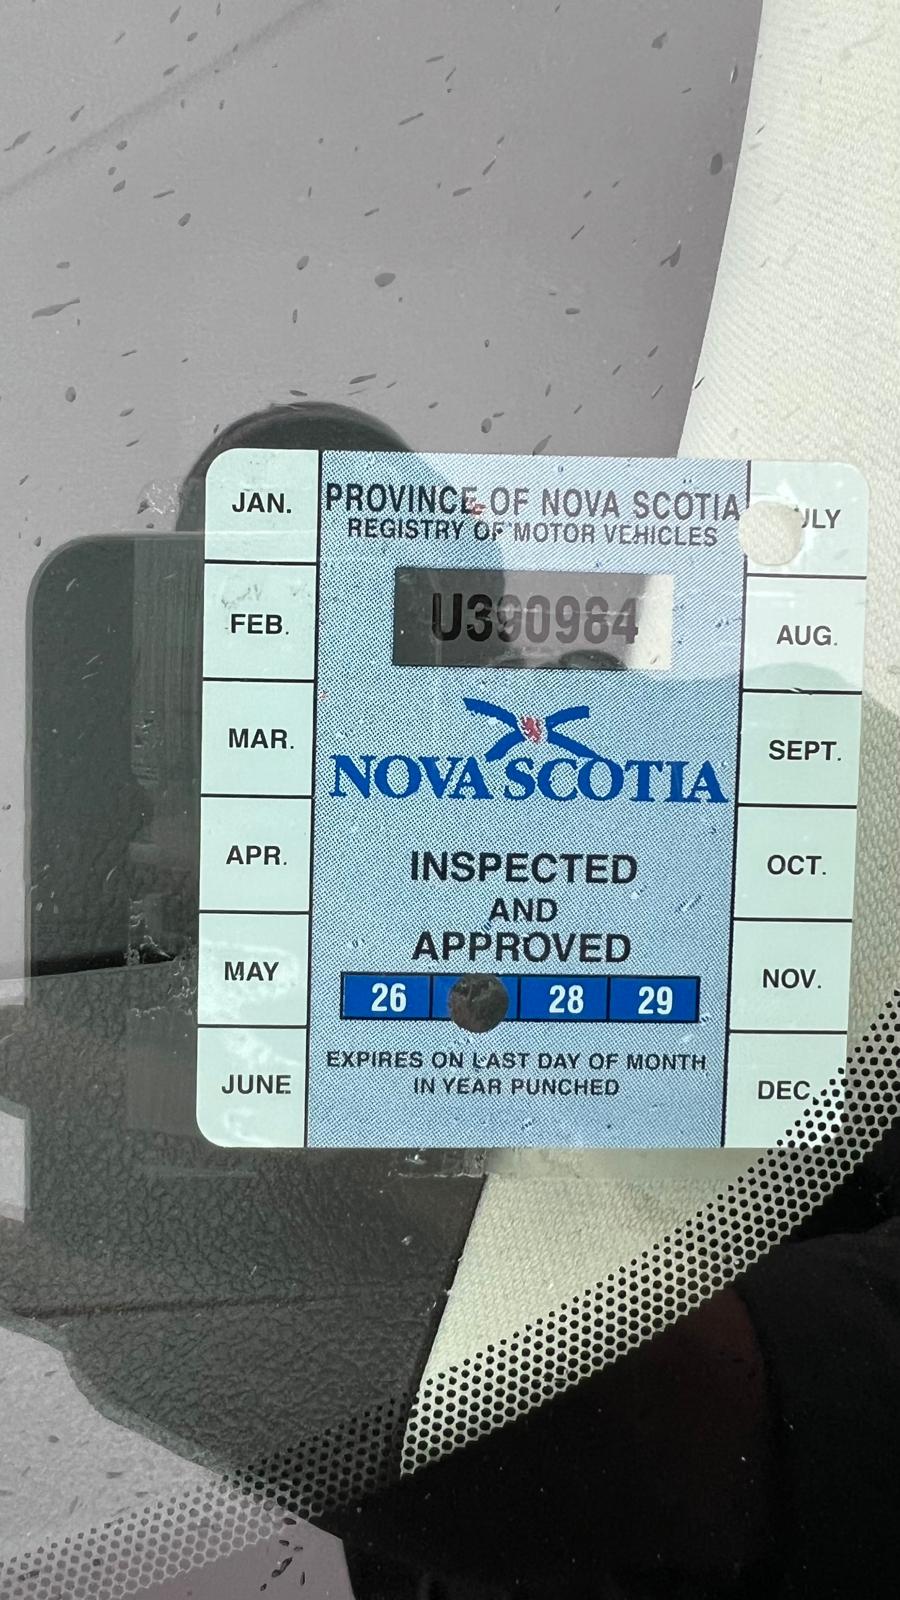 PROVINCE OF NOVA SCOTIA
REGISTRY OF MOTOR VEHICLES
U390984
NOVA SCOTIA
INSPECTED
AND
APPROVED
26 28 29
EXPIRES ON LAST DAY OF MONTH
IN YEAR PUNCHED
JAN.
FEB.
MAR.
APR.
MAY
JUNE
JULY
AUG.
SEPT.
OCT.
NOV.
DEC.